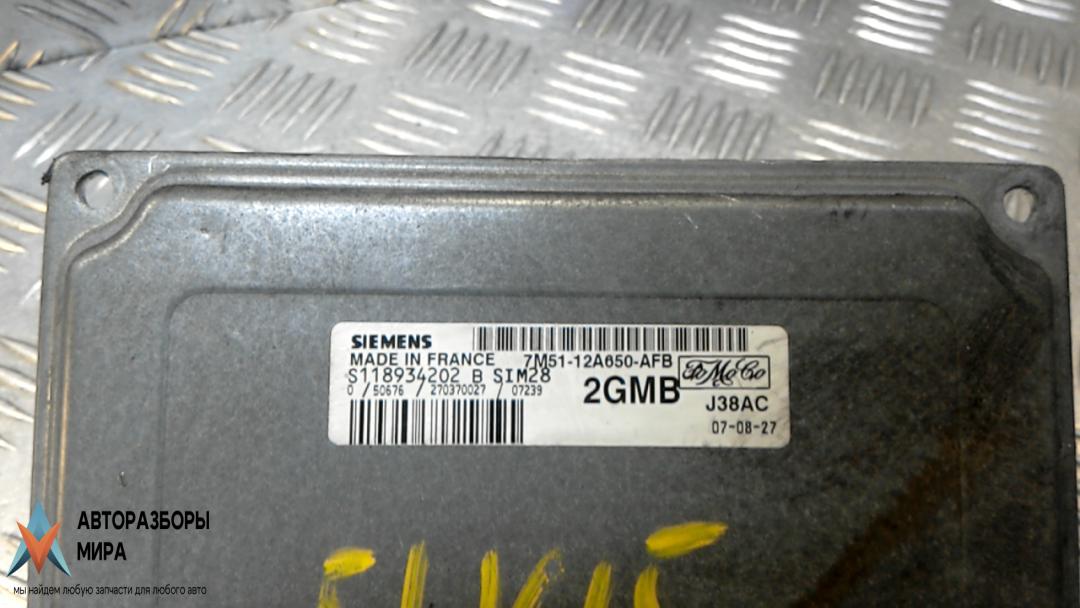 SIEMENS
MADE IN FRANCE 7M51-12A650-AFB FoMoCo
S118934202 B SIM28
0 / 50676 / 270370027 / 07239 2GMB J38AC
07-08-27
АВТОРАЗБОРЫ
МИРА
мы найдем любую запчасти для любого авто